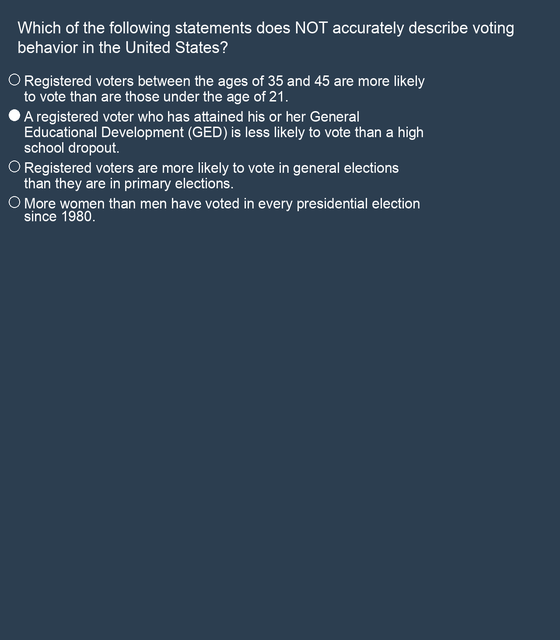 Which of the following statements does NOT accurately describe voting
behavior in the United States?
Registered voters between the ages of 35 and 45 are more likely
to vote than are those under the age of 21.
A registered voter who has attained his or her General
Educational Development (GED) is less likely to vote than a high
school dropout.
Registered voters are more likely to vote in general elections
than they are in primary elections.
More women than men have voted in every presidential election
since 1980.